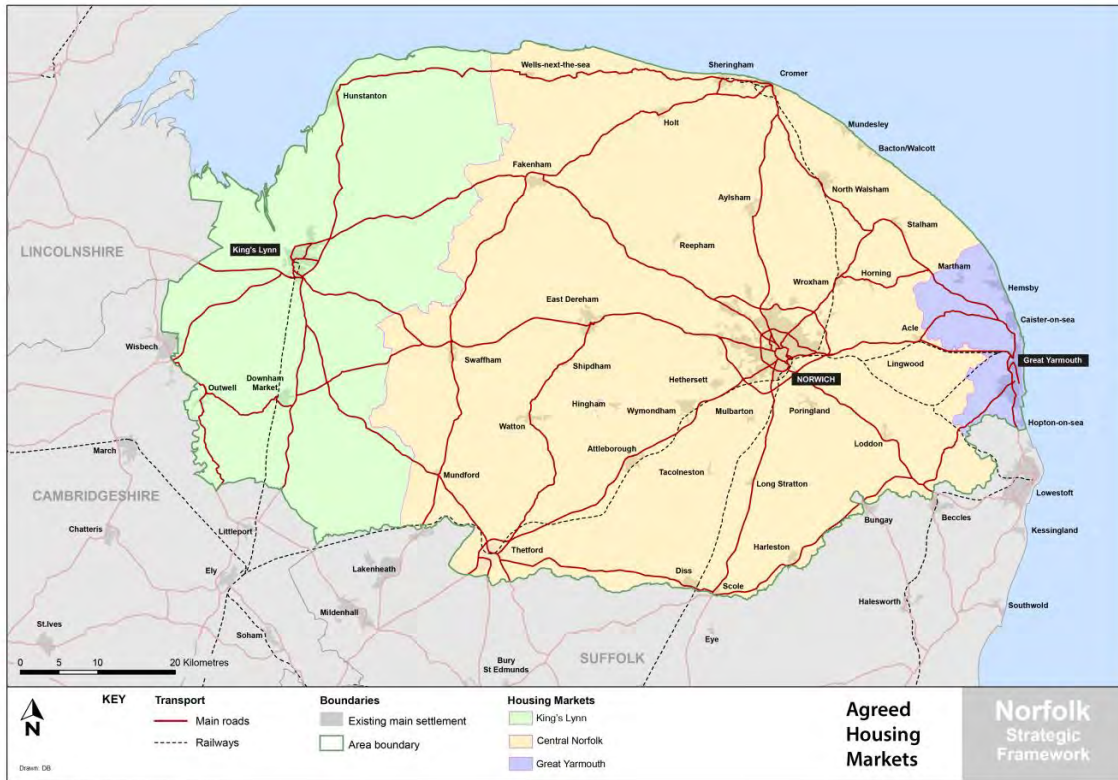 Wells-next-the-sea
Sheringham
Cromer
Hunstanton
Holt
Mundesley
Bacton/Walcott
Fakenham
Aylsham
North Walsham
Stalham
LINCOLNSHIRE
King's Lynn
Reepham
Martham
Wroxham
Horning
Hemsby
East Dereham
Caister-on-sea
Acle
Wisbech
Swaffham
Great Yarmouth
Shipdham
Lingwood
Downham
Market
Outwell
Hethersett
NORWICH
Hingham
Wymondham
Mulbarton
Poringland
Hopton-on-sea
Watton
Loddon
March
Attleborough
Mundford
Tacolneston
Long Stratton
Lowestoft
CAMBRIDGESHIRE
Bungay
Beccles
Chatteris
Littleport
Kessingland
Thetford
Harleston
Ely
Lakenheath
Diss
Scole
Halesworth
Southwold
Mildenhall
St.Ives
Soham
Eye
0 5 10 20 Kilometres
Bury
St Edmunds
SUFFOLK
KEY
Transport
Main roads
Railways
Boundaries
Existing main settlement
Area boundary
Housing Markets
King's Lynn
Central Norfolk
Great Yarmouth
N
Drawn: DB
Agreed
Housing
Markets
Norfolk
Strategic
Framework